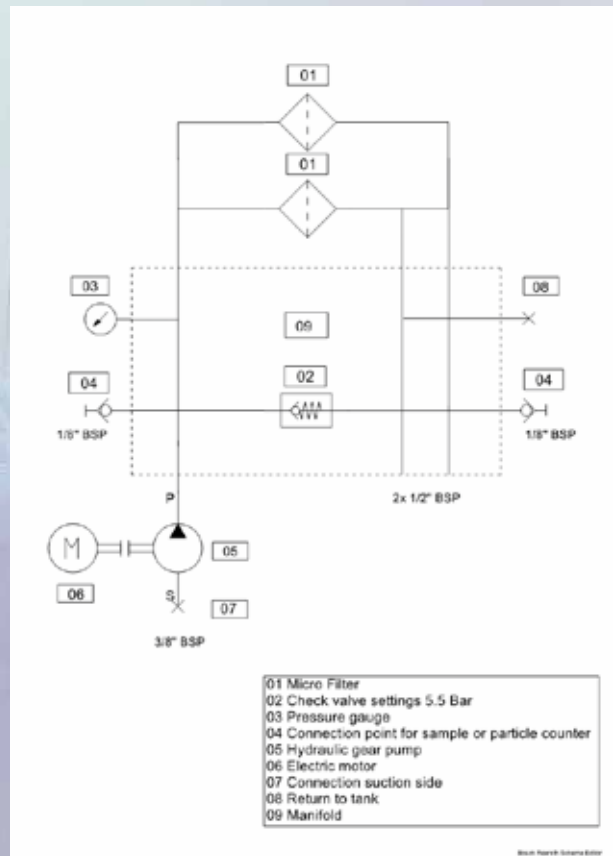 01
01
03
08
09
02
04
04
1/8" BSP
1/8" BSP
P
2x 1/2" BSP
M
05
06
S
07
3/8" BSP
01 Micro Filter
02 Check valve settings 5.5 Bar
03 Pressure gauge
04 Connection point for sample or particle counter
05 Hydraulic gear pump
06 Electric motor
07 Connection suction side
08 Return to tank
09 Manifold